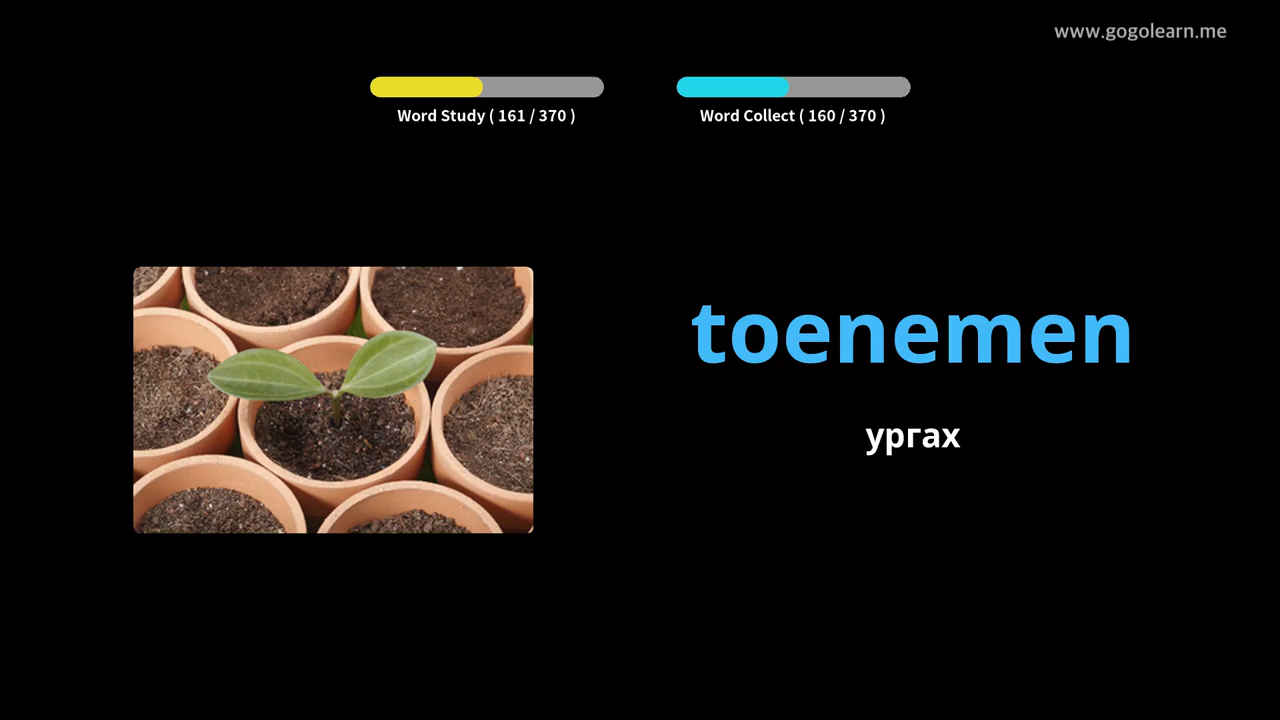 www.gogolearn.me
Word Study ( 161 / 370 )
Word Collect ( 160 / 370 )
toenemen
ургах